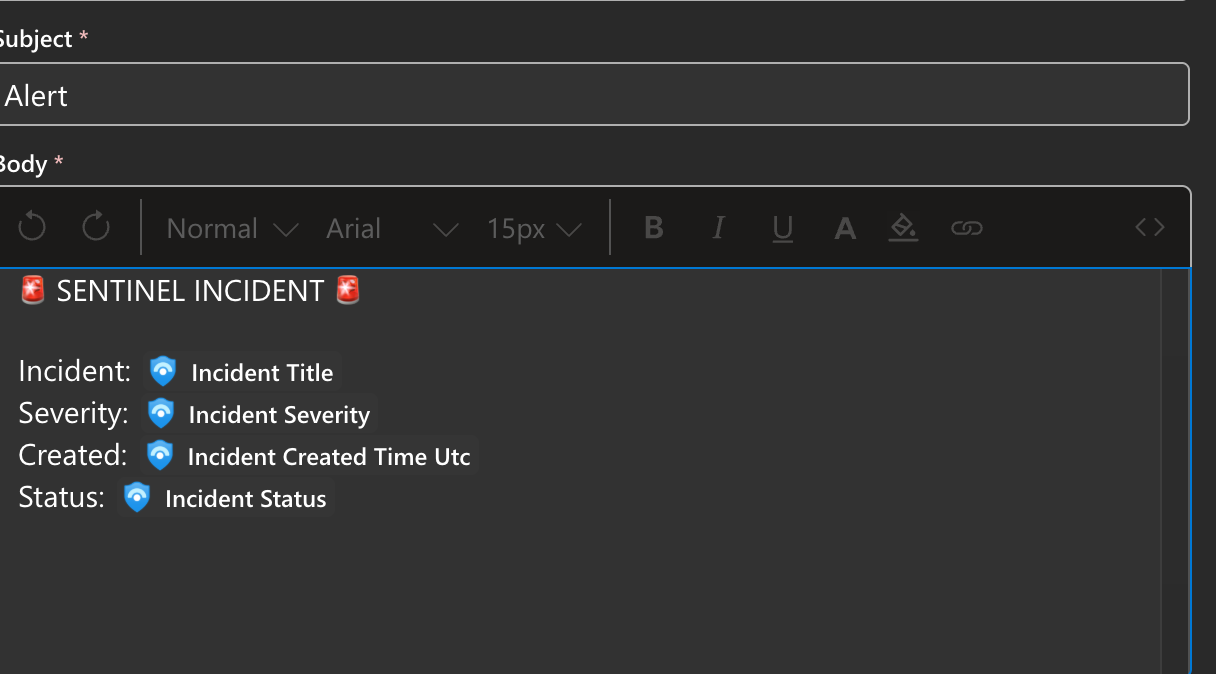 Subject *
Alert
Body *
Normal Arial 15px B I U A <>
🚨 SENTINEL INCIDENT 🚨
Incident: Incident Title
Severity: Incident Severity
Created: Incident Created Time Utc
Status: Incident Status